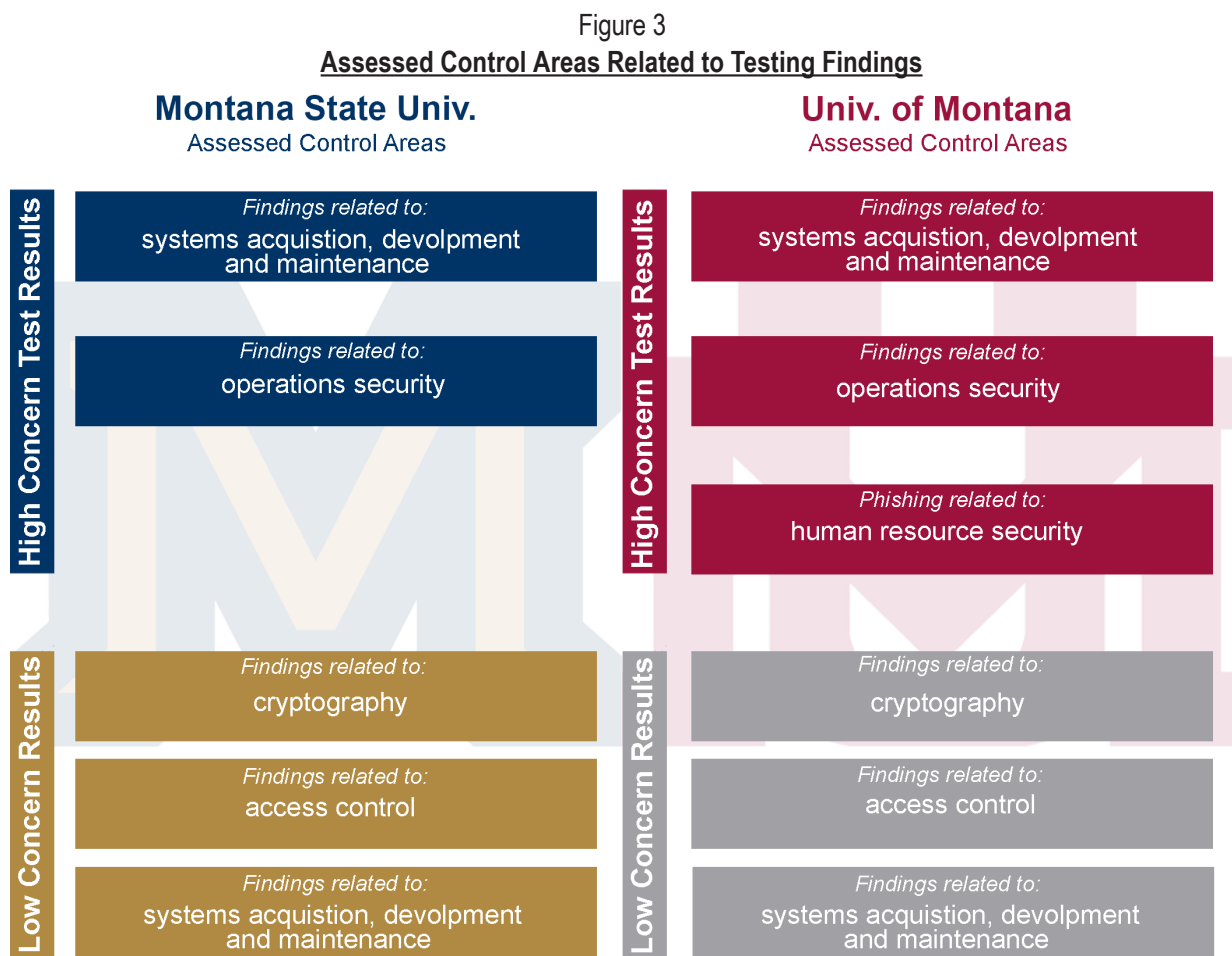 Figure 3
Assessed Control Areas Related to Testing Findings
Montana State Univ.
Assessed Control Areas
High Concern Test Results
Findings related to:
systems acquistion, devolpment
and maintenance
Findings related to:
operations security
Low Concern Results
Findings related to:
cryptography
Findings related to:
access control
Findings related to:
systems acquistion, devolpment
and maintenance
Univ. of Montana
Assessed Control Areas
High Concern Test Results
Findings related to:
systems acquistion, devolpment
and maintenance
Findings related to:
operations security
Phishing related to:
human resource security
Low Concern Results
Findings related to:
cryptography
Findings related to:
access control
Findings related to:
systems acquistion, devolpment
and maintenance